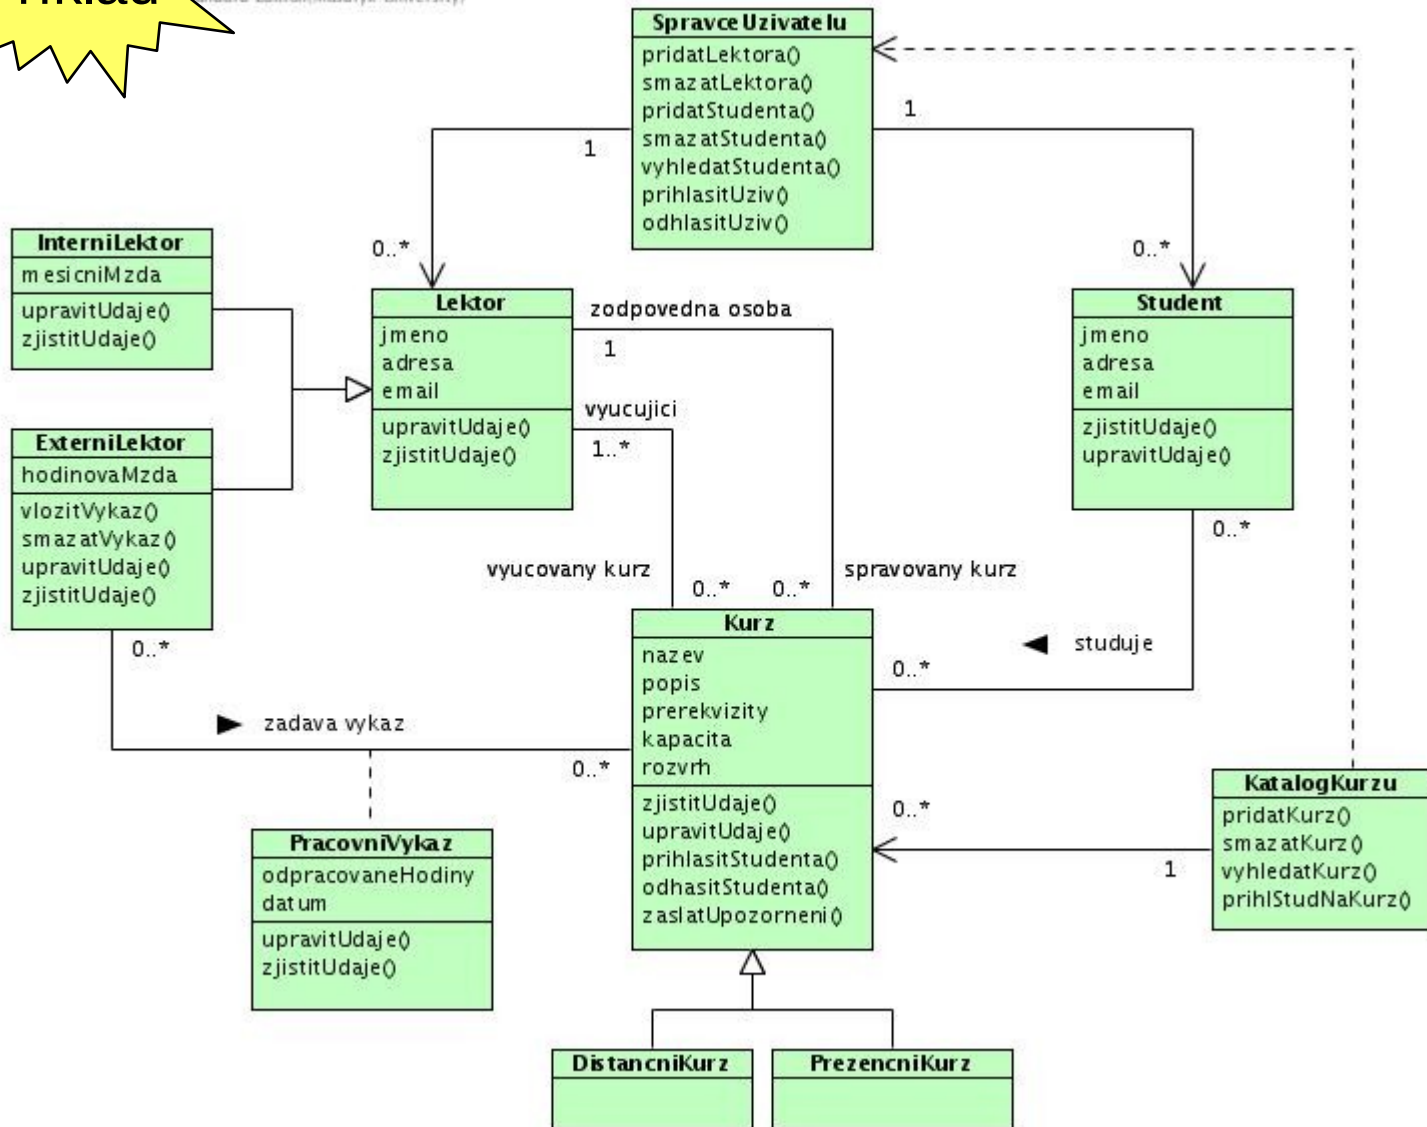 SpravceUzivatelu
pridatLektora()
smazatLektora()
pridatStudenta()
smazatStudenta()
vyhledatStudenta()
prihlasitUziv()
odhlasitUziv()
1
1
0..*
0..*
InterniLektor
mesicniMzda
upravitUdaje()
zjistitUdaje()
Lektor
jmeno
adresa
email
upravitUdaje()
zjistitUdaje()
zodpovedna osoba
1
vyucujici
1..*
Student
jmeno
adresa
email
zjistitUdaje()
upravitUdaje()
0..*
ExterniLektor
hodinovaMzda
vlozitVykaz()
smazatVykaz()
upravitUdaje()
zjistitUdaje()
0..*
vyucovany kurz
0..*
0..*
spravovany kurz
Kurz
nazev
popis
prerekvizity
kapacita
rozvrh
zjistitUdaje()
upravitUdaje()
prihlasitStudenta()
odhasitStudenta()
zaslatUpozorneni()
studuje
0..*
zadava vykaz
0..*
0..*
1
KatalogKurzu
pridatKurz()
smazatKurz()
vyhledatKurz()
prihlStudNaKurz()
PracovniVykaz
odpracovaneHodiny
datum
upravitUdaje()
zjistitUdaje()
DistancniKurz
PrezencniKurz